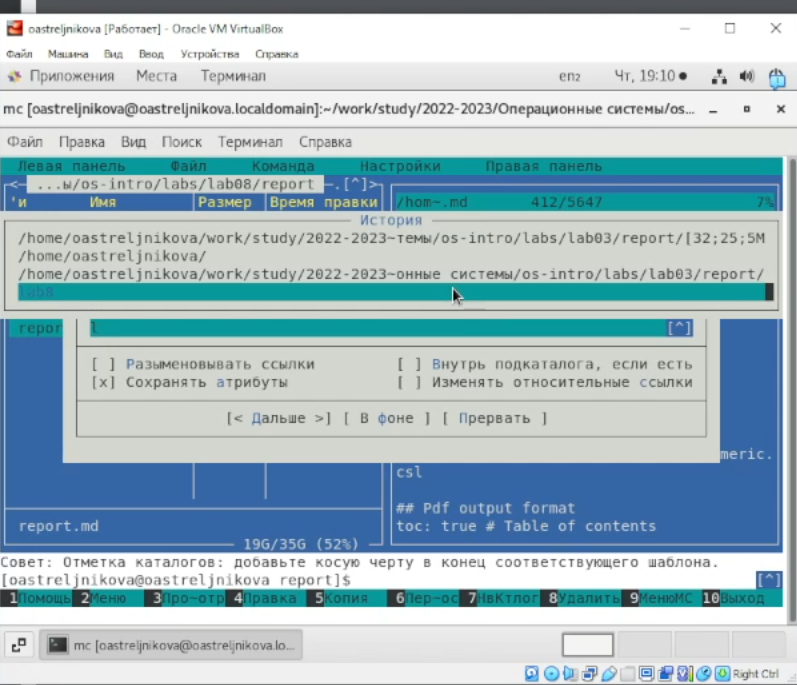 oastreljnikova [Работает] - Oracle VM VirtualBox
Файл Машина Вид Ввод Устройства Справка
Приложения Места Терминал en2 Чт, 19:10
mc [oastreljnikova@oastreljnikova.localdomain]:~/work/study/2022-2023/Операционные системы/os...
Файл Правка Вид Поиск Терминал Справка
Левая панель Файл Команда Настройки Правая панель
<- ...ы/os-intro/labs/lab08/report -.[^]> /hom~.md 412/5647 7%
'и Имя Размер Время правки
История
/home/oastreljnikova/work/study/2022-2023~темы/os-intro/labs/lab03/report/[32;25;5M
/home/oastreljnikova/
/home/oastreljnikova/work/study/2022-2023~онные системы/os-intro/labs/lab03/report/
lab8
repor l [^]
[ ] Разыменовывать ссылки [ ] Внутрь подкаталога, если есть
[x] Сохранять атрибуты [ ] Изменять относительные ссылки
[< Дальше >] [ В фоне ] [ Прервать ]
meric.
csl
## Pdf output format
report.md toc: true # Table of contents
19G/35G (52%)
Совет: Отметка каталогов: добавьте косую черту в конец соответствующего шаблона.
[oastreljnikova@oastreljnikova report]$ [^]
1Помощь 2Меню 3Про~отр 4Правка 5Копия 6Пер~ос 7НвКтлог 8Удалить 9МенюМС 10Выход
mc [oastreljnikova@oastreljnikova.lo...
Right Ctrl